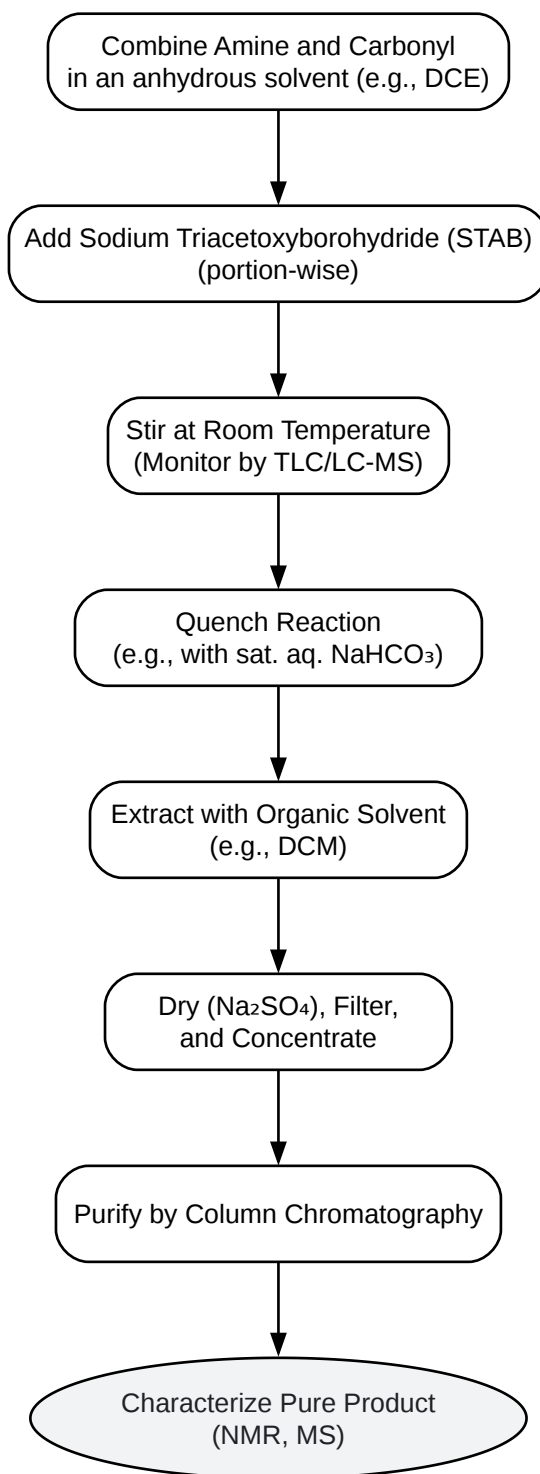 Combine Amine and Carbonyl
in an anhydrous solvent (e.g., DCE)
Add Sodium Triacetoxyborohydride (STAB)
(portion-wise)
Stir at Room Temperature
(Monitor by TLC/LC-MS)
Quench Reaction
(e.g., with sat. aq. NaHCO₃)
Extract with Organic Solvent
(e.g., DCM)
Dry (Na₂SO₄), Filter,
and Concentrate
Purify by Column Chromatography
Characterize Pure Product
(NMR, MS)